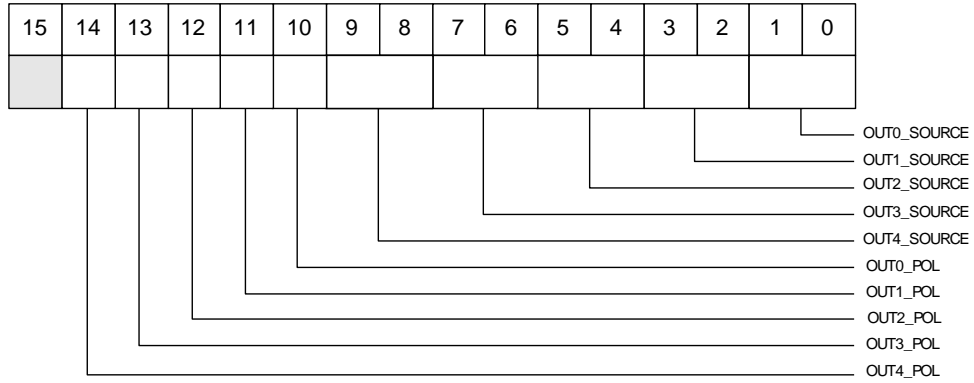 15 14 13 12 11 10 9 8 7 6 5 4 3 2 1 0
OUT0_SOURCE
OUT1_SOURCE
OUT2_SOURCE
OUT3_SOURCE
OUT4_SOURCE
OUT0_POL
OUT1_POL
OUT2_POL
OUT3_POL
OUT4_POL